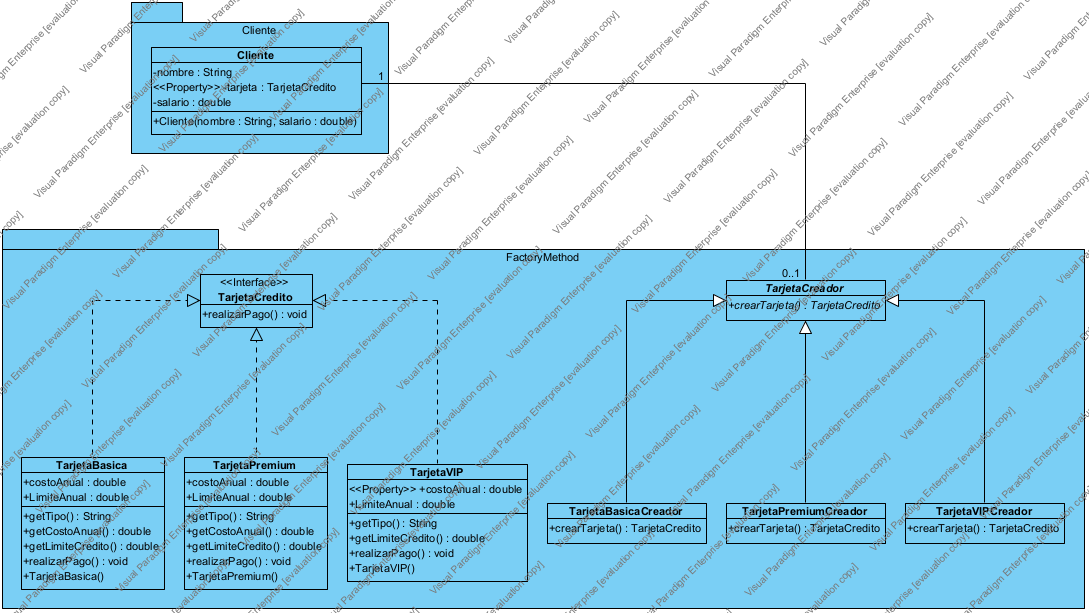 Cliente
Cliente
-nombre : String
<<Property>> -tarjeta : TarjetaCredito
-salario : double
+Cliente(nombre : String, salario : double)
1
FactoryMethod
<<Interface>>
TarjetaCredito
+realizarPago() : void
0..1
TarjetaCreador
+crearTarjeta() : TarjetaCredito
TarjetaBasica
+costoAnual : double
+LimiteAnual : double
+getTipo() : String
+getCostoAnual() : double
+getLimiteCredito() : double
+realizarPago() : void
+TarjetaBasica()
TarjetaPremium
+costoAnual : double
+LimiteAnual : double
+getTipo() : String
+getCostoAnual() : double
+getLimiteCredito() : double
+realizarPago() : void
+TarjetaPremium()
TarjetaVIP
<<Property>> +costoAnual : double
+LimiteAnual : double
+getTipo() : String
+getLimiteCredito() : double
+realizarPago() : void
+TarjetaVIP()
TarjetaBasicaCreador
+crearTarjeta() : TarjetaCredito
TarjetaPremiumCreador
+crearTarjeta() : TarjetaCredito
TarjetaVIPCreador
+crearTarjeta() : TarjetaCredito
Visual Paradigm Enterprise [evaluation copy]